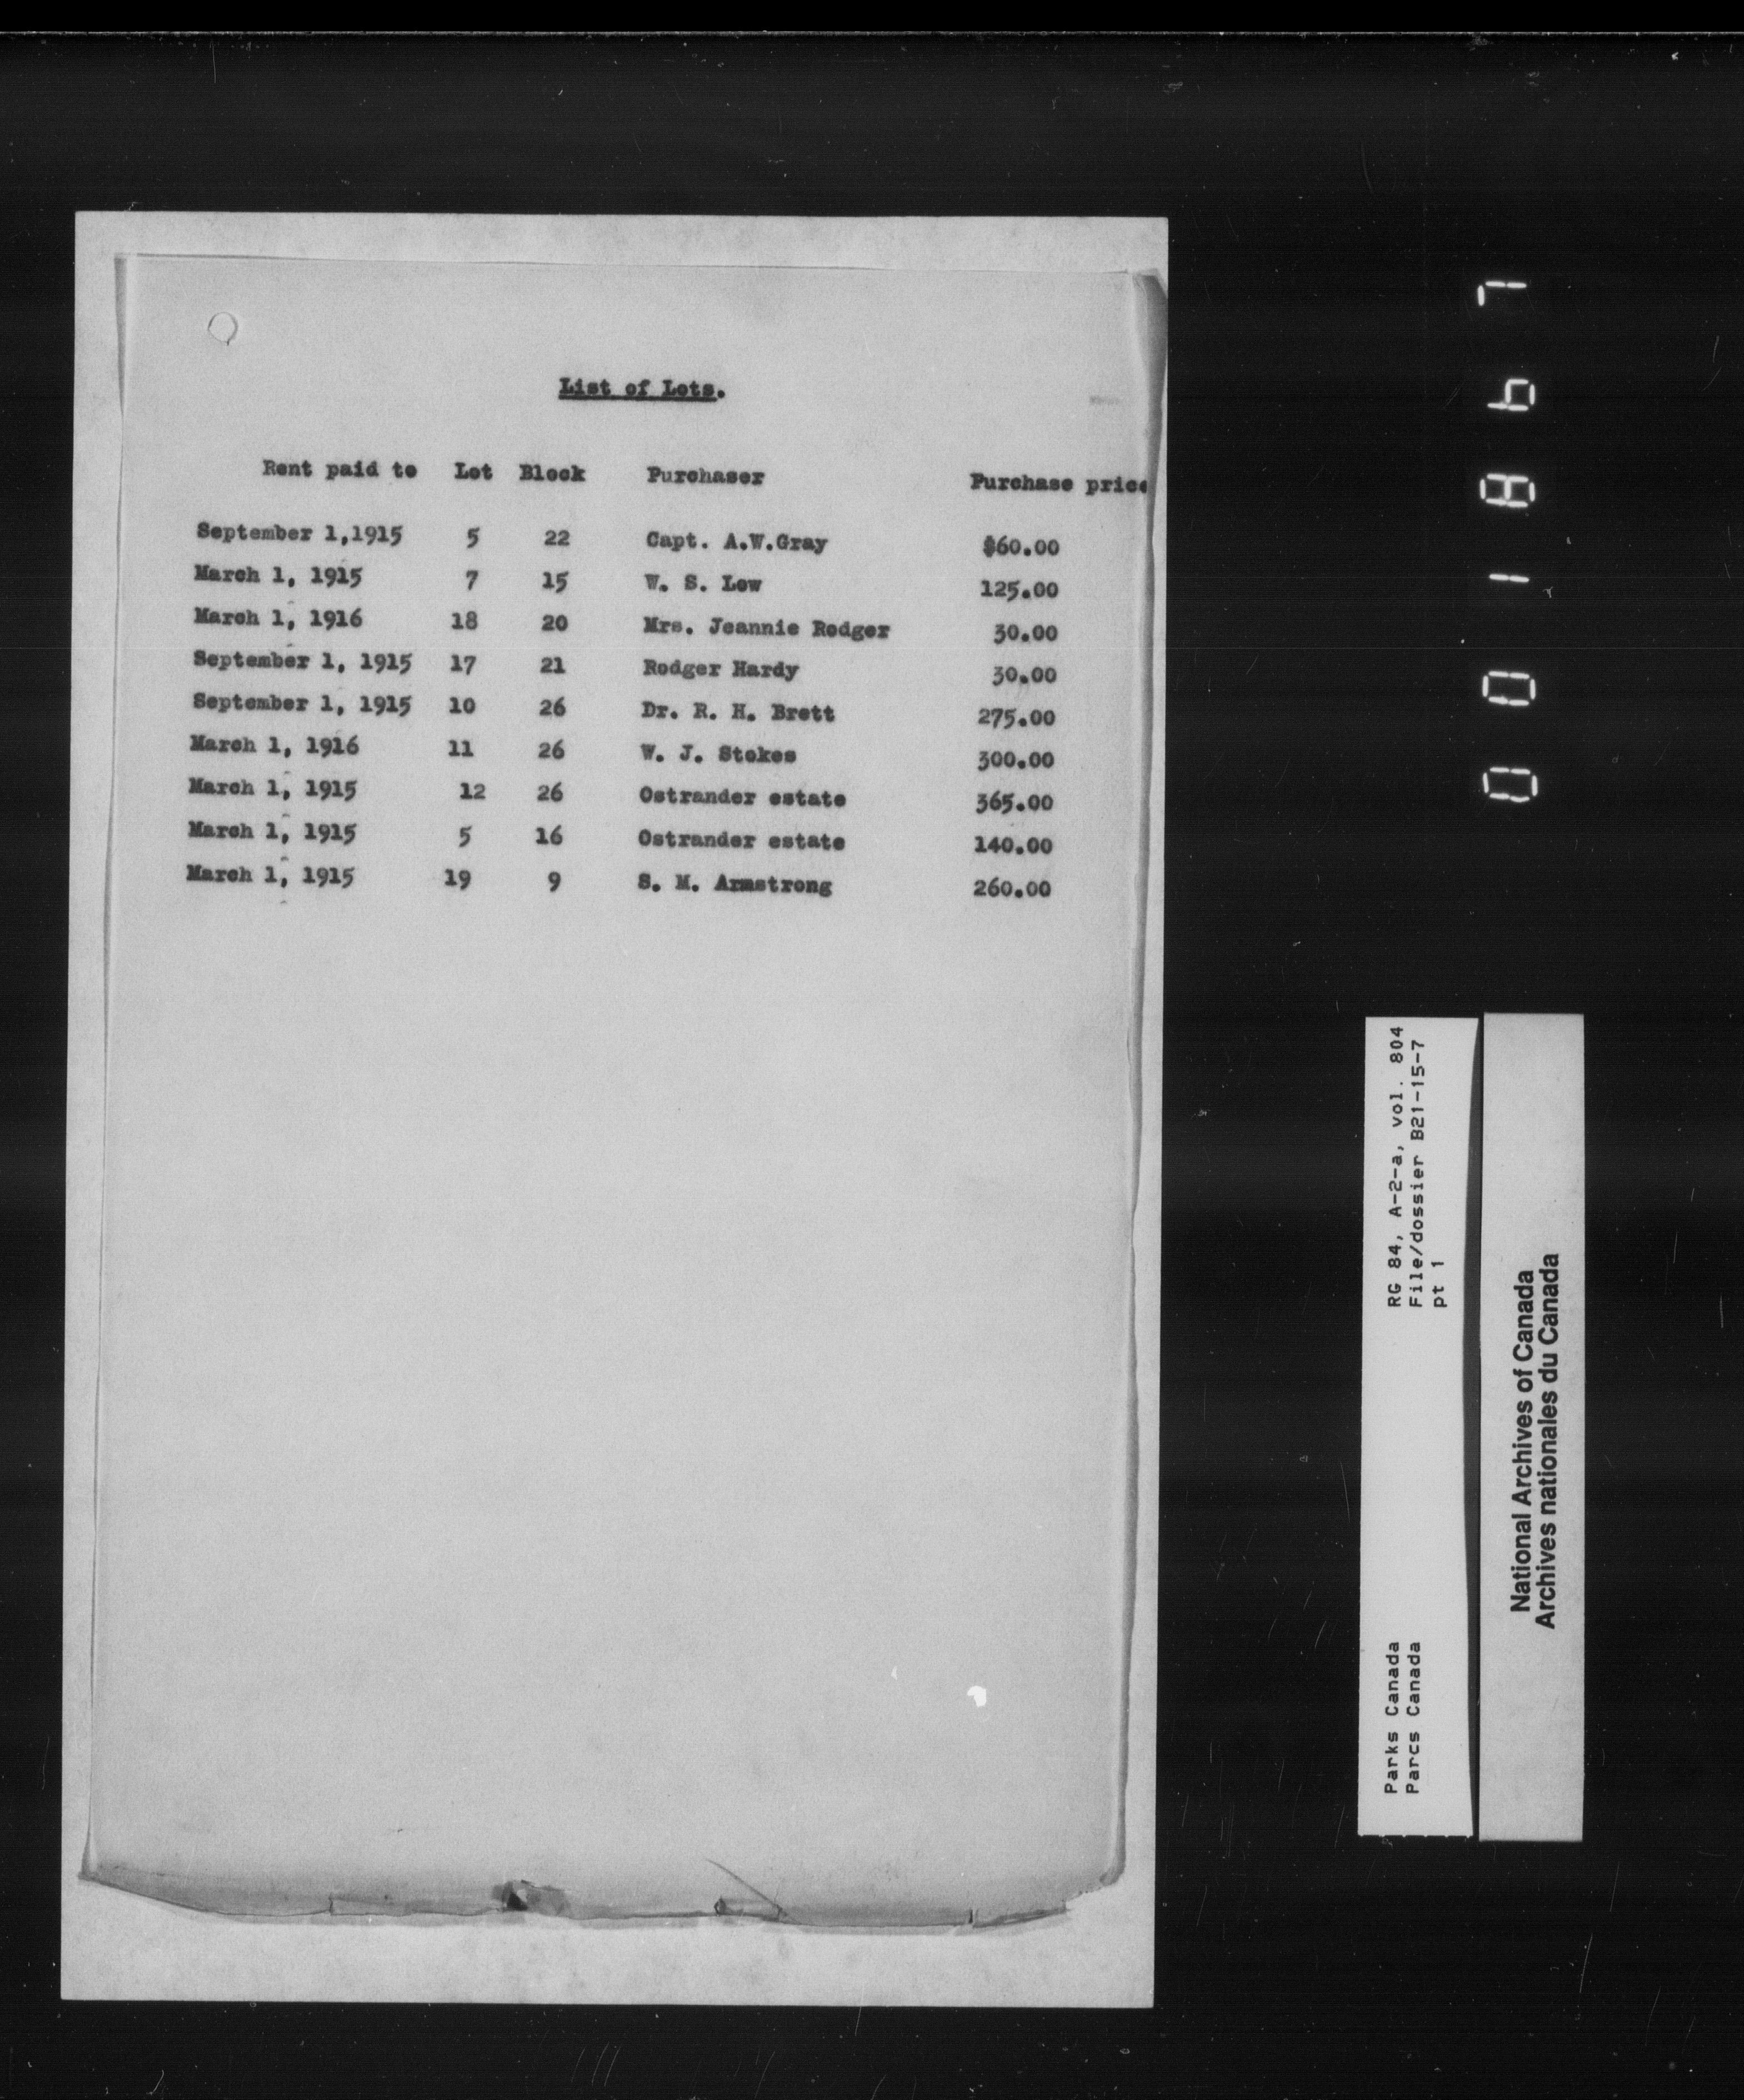 List of Lots.
Rent paid to Lot Block Purchaser Purchase price
September 1,1915 5 22 Capt. A.W.Gray $60.00
March 1, 1915 7 15 W. S. Low 125.00
March 1, 1916 18 20 Mrs. Jeannie Rodger 30.00
September 1, 1915 17 21 Rodger Hardy 30.00
September 1, 1915 10 26 Dr. R. H. Brett 275.00
March 1, 1916 11 26 W. J. Stokes 300.00
March 1, 1915 12 26 Ostrander estate 365.00
March 1, 1915 5 16 Ostrander estate 140.00
March 1, 1915 19 9 S. M. Armstrong 260.00
Parks Canada RG 84, A-2-a, vol. 804
Parcs Canada File/dossier B21-15-7
pt 1
National Archives of Canada
Archives nationales du Canada